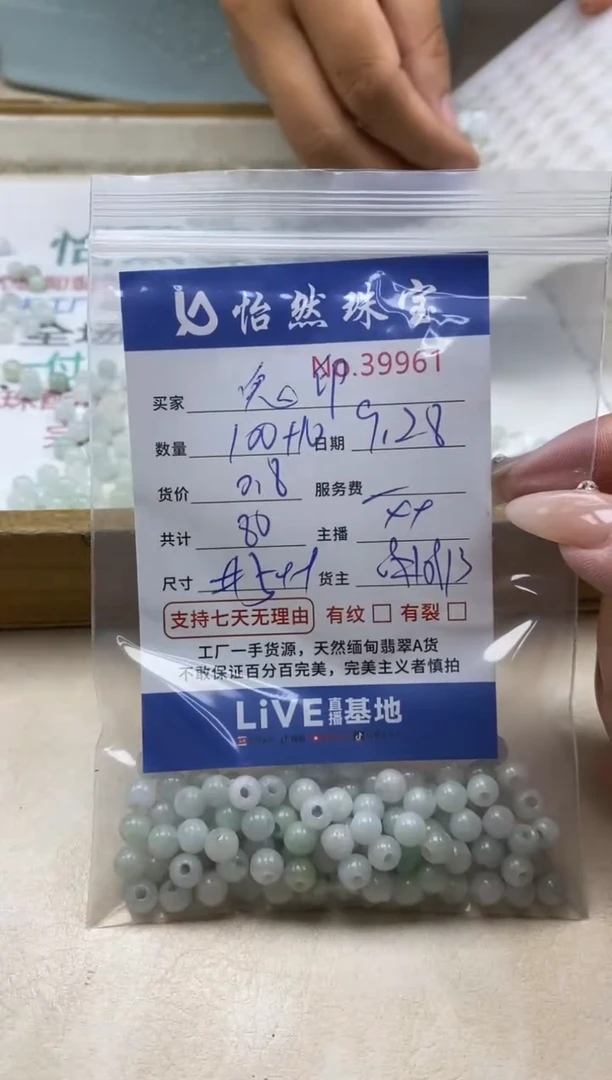 怡然珠宝
No.39961
买家
数量 100+10 日期 9.28
货价 0.8 服务费
共计 80 主播
尺寸 货主
支持七天无理由 有纹 有裂
工厂一手货源，天然缅甸翡翠A货
不敢保证百分百完美，完美主义者慎拍
LiVE直播基地